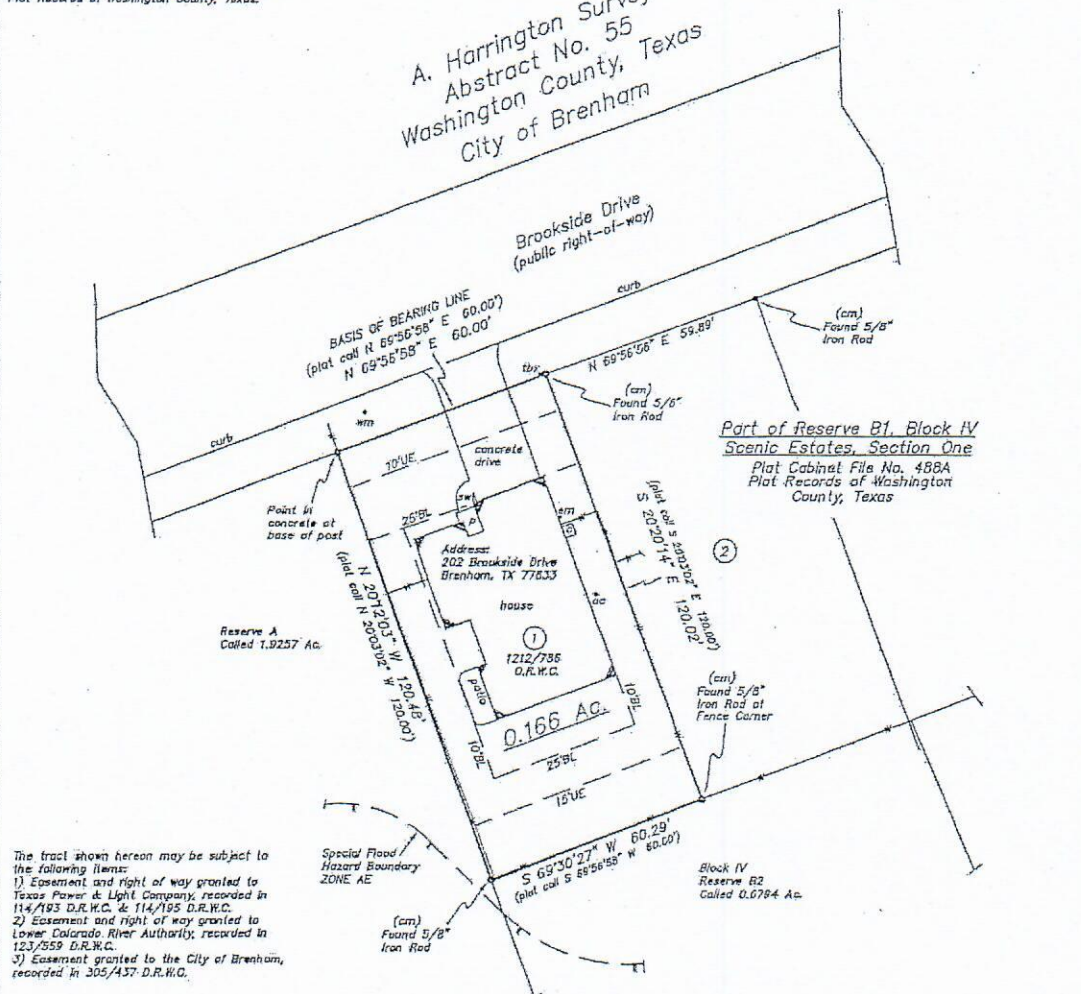 Plat Records of Washington County, Texas.
A. Harrington Survey
Abstract No. 55
Washington County, Texas
City of Brenham
Brookside Drive
(public right-of-way)
curb
BASIS OF BEARING LINE
(plat call N 69°56'58" E 60.00')
N 69°56'58" E 60.00'
N 69°56'58" E 59.89'
(cm)
Found 5/8"
Iron Rod
tbx
(cm)
Found 5/8"
Iron Rod
wm
curb
Part of Reserve B1, Block IV
Scenic Estates, Section One
Plat Cabinet File No. 488A
Plat Records of Washington
County, Texas
10'UE
concrete
drive
Point in
concrete at
base of post
25'BL
sw
p
em
Address:
202 Brookside Drive
Brenham, TX 77833
(plat call S 20°03'02" E 120.00')
S 20°20'14" E 120.02'
2
N 20°12'03" W 120.48'
(plat call N 20°03'02" W 120.00')
ac
house
1
1212/786
O.R.W.C.
Reserve A
Called 1.9257 Ac.
patio
(cm)
Found 5/8"
Iron Rod at
Fence Corner
10'BL
0.166 Ac.
10'BL
25'BL
15'UE
S 69°30'27" W 60.29'
(plat call S 69°56'58" W 60.00')
Special Flood
Hazard Boundary
ZONE AE
Block IV
Reserve B2
Called 0.6794 Ac.
(cm)
Found 5/8"
Iron Rod
The tract shown hereon may be subject to
the following items:
1) Easement and right of way granted to
Texas Power & Light Company, recorded in
114/193 D.R.W.C. & 114/195 D.R.W.C.
2) Easement and right of way granted to
Lower Colorado River Authority, recorded in
123/559 D.R.W.C.
3) Easement granted to the City of Brenham,
recorded in 305/437 D.R.W.C.